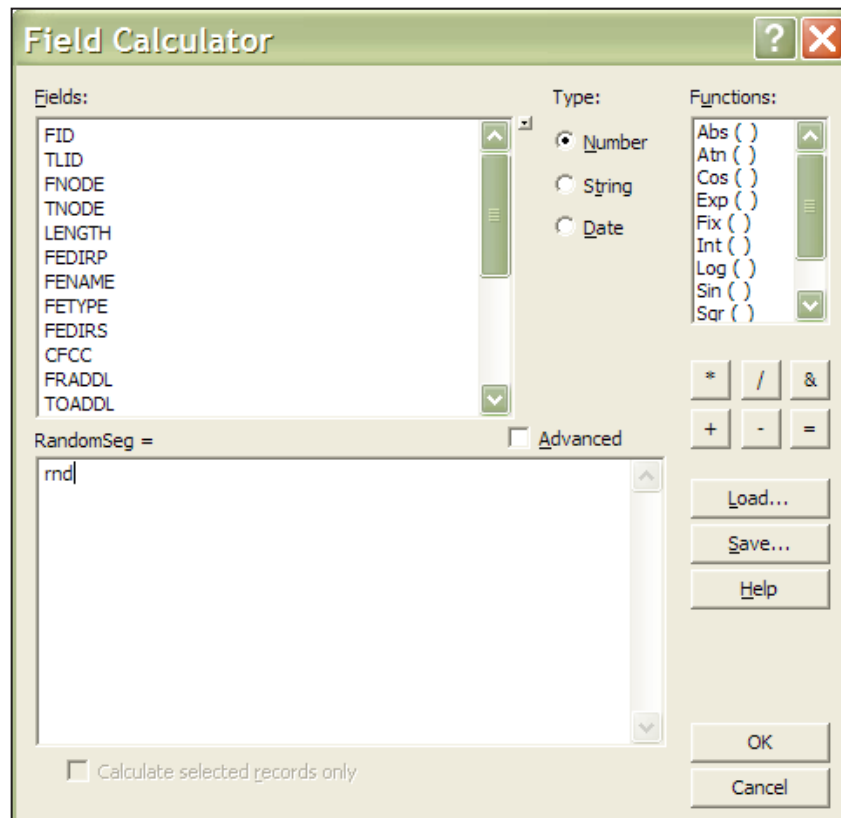 Field Calculator
?
Fields:
FID
TLID
FNODE
TNODE
LENGTH
FEDIRP
FENAME
FETYPE
FEDIRS
CFCC
FRADDL
TOADDL
Type:
Number
String
Date
Functions:
Abs ( )
Atn ( )
Cos ( )
Exp ( )
Fix ( )
Int ( )
Log ( )
Sin ( )
Sqr ( )
* / &
+ - =
RandomSeg =
Advanced
rnd
Load...
Save...
Help
Calculate selected records only
OK
Cancel